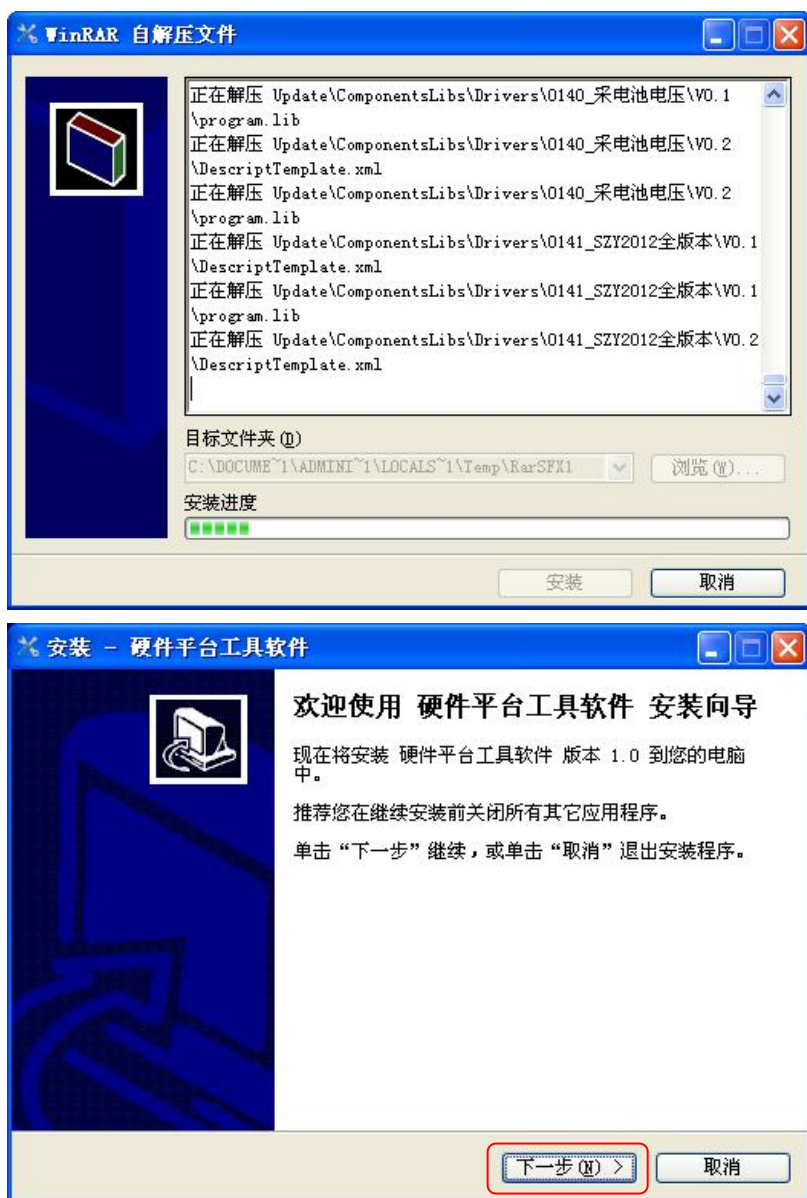 WinRAR 自解压文件
正在解压 Update\ComponentsLibs\Drivers\0140_采电池电压\V0.1
\program.lib
正在解压 Update\ComponentsLibs\Drivers\0140_采电池电压\V0.2
\DescriptTemplate.xml
正在解压 Update\ComponentsLibs\Drivers\0140_采电池电压\V0.2
\program.lib
正在解压 Update\ComponentsLibs\Drivers\0141_SZY2012全版本\V0.1
\DescriptTemplate.xml
正在解压 Update\ComponentsLibs\Drivers\0141_SZY2012全版本\V0.1
\program.lib
正在解压 Update\ComponentsLibs\Drivers\0141_SZY2012全版本\V0.2
\DescriptTemplate.xml
目标文件夹(D)
C:\DOCUME~1\ADMINI~1\LOCALS~1\Temp\RarSFX1 浏览(W)...
安装进度
安装 取消
安装 - 硬件平台工具软件
欢迎使用 硬件平台工具软件 安装向导
现在将安装 硬件平台工具软件 版本 1.0 到您的电脑
中。
推荐您在继续安装前关闭所有其它应用程序。
单击“下一步”继续，或单击“取消”退出安装程序。
下一步(N) > 取消